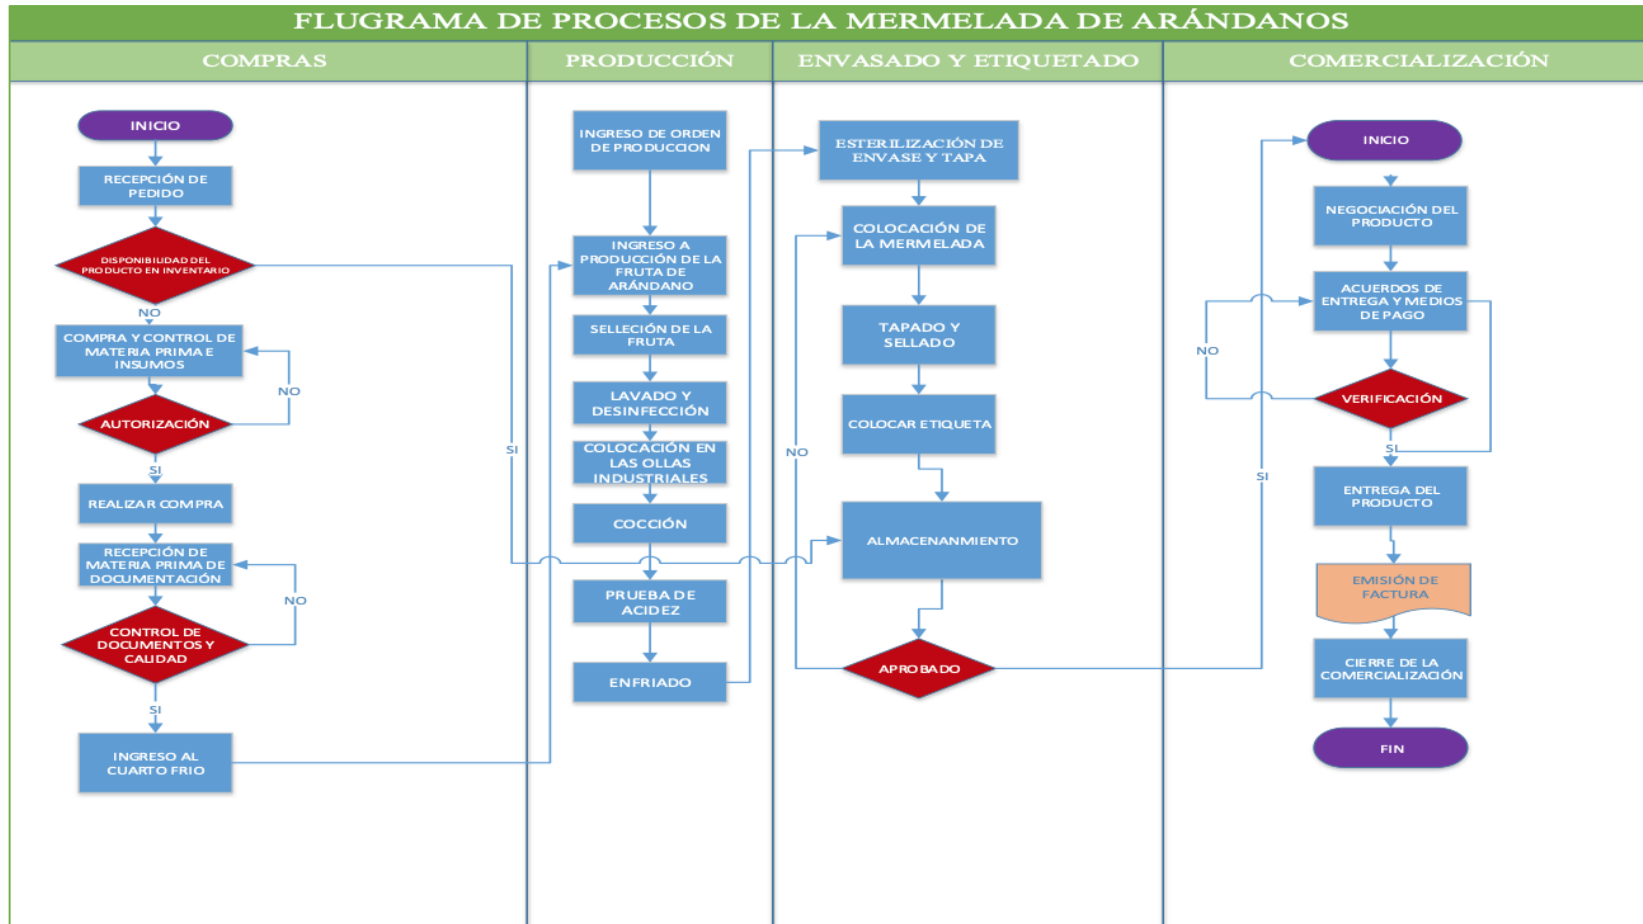 FLUGRAMA DE PROCESOS DE LA MERMELADA DE ARÁNDANOS
COMPRAS
PRODUCCIÓN
ENVASADO Y ETIQUETADO
COMERCIALIZACIÓN
INICIO
RECEPCIÓN DE
PEDIDO
DISPONIBILIDAD DEL
PRODUCTO EN INVENTARIO
NO
SI
COMPRA Y CONTROL DE
MATERIA PRIMA E
INSUMOS
NO
AUTORIZACIÓN
SI
REALIZAR COMPRA
RECEPCIÓN DE
MATERIA PRIMA DE
DOCUMENTACIÓN
NO
CONTROL DE
DOCUMENTOS Y
CALIDAD
SI
INGRESO AL
CUARTO FRIO
INGRESO DE ORDEN
DE PRODUCCION
INGRESO A
PRODUCCIÓN DE LA
FRUTA DE
ARÁNDANO
SELLECIÓN DE LA
FRUTA
LAVADO Y
DESINFECCIÓN
COLOCACIÓN EN
LAS OLLAS
INDUSTRIALES
COCCIÓN
PRUEBA DE
ACIDEZ
ENFRIADO
ESTERILIZACIÓN DE
ENVASE Y TAPA
COLOCACIÓN DE
LA MERMELADA
TAPADO Y
SELLADO
COLOCAR ETIQUETA
NO
ALMACENANMIENTO
APROBADO
SI
INICIO
NEGOCIACIÓN DEL
PRODUCTO
ACUERDOS DE
ENTREGA Y MEDIOS
DE PAGO
NO
VERIFICACIÓN
SI
ENTREGA DEL
PRODUCTO
EMISIÓN DE
FACTURA
CIERRE DE LA
COMERCIALIZACIÓN
FIN